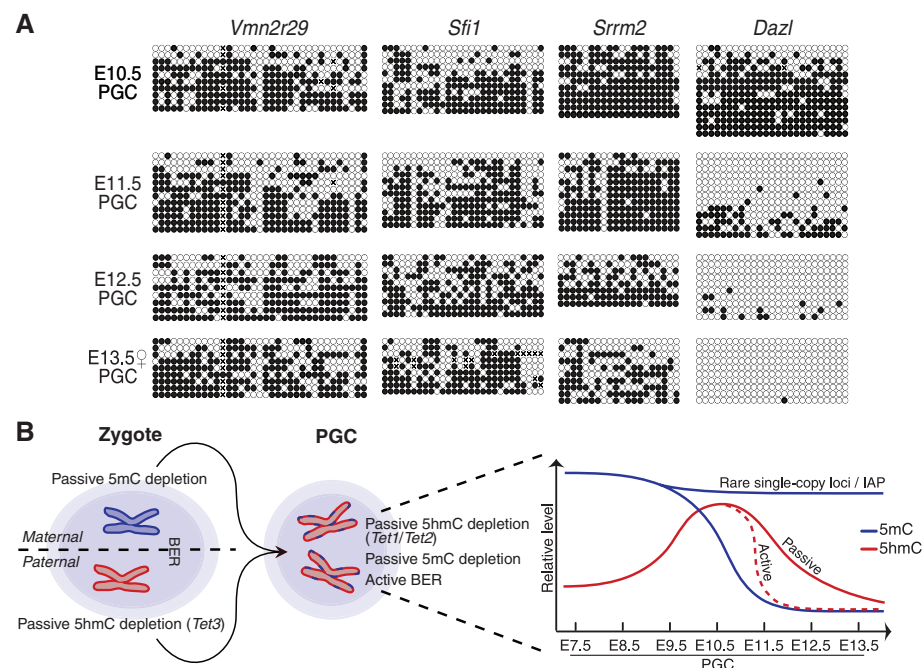 A
Vmn2r29 Sfi1 Srrm2 Dazl
E10.5
PGC
E11.5
PGC
E12.5
PGC
E13.5♀
PGC
B
Zygote
PGC
Passive 5mC depletion
Maternal
Paternal
BER
Passive 5hmC depletion (Tet3)
Passive 5hmC depletion
(Tet1/Tet2)
Passive 5mC depletion
Active BER
Relative level
Rare single-copy loci / IAP
5mC
5hmC
Active
Passive
E7.5 E8.5 E9.5 E10.5 E11.5 E12.5 E13.5
PGC